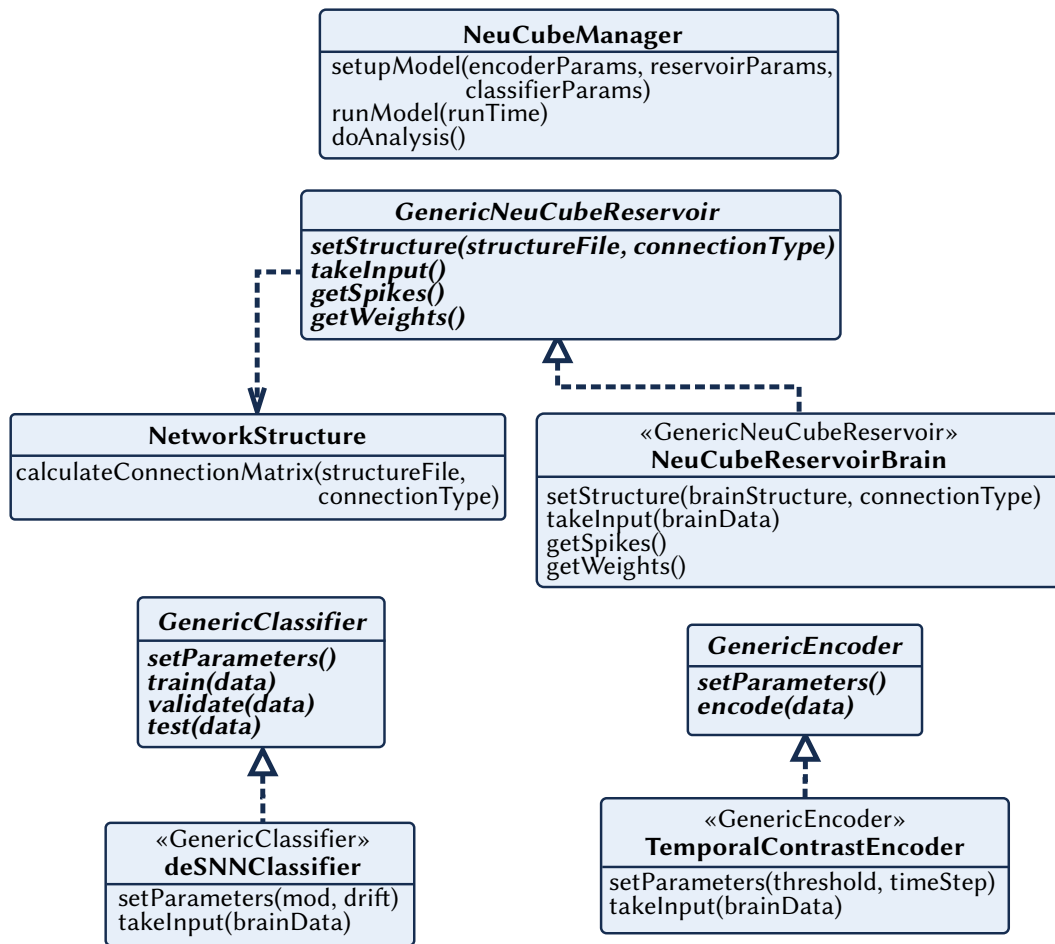 NeuCubeManager
setupModel(encoderParams, reservoirParams,
classifierParams)
runModel(runTime)
doAnalysis()
GenericNeuCubeReservoir
setStructure(structureFile, connectionType)
takeInput()
getSpikes()
getWeights()
NetworkStructure
calculateConnectionMatrix(structureFile,
connectionType)
«GenericNeuCubeReservoir»
NeuCubeReservoirBrain
setStructure(brainStructure, connectionType)
takeInput(brainData)
getSpikes()
getWeights()
GenericClassifier
setParameters()
train(data)
validate(data)
test(data)
GenericEncoder
setParameters()
encode(data)
«GenericClassifier»
deSNNClassifier
setParameters(mod, drift)
takeInput(brainData)
«GenericEncoder»
TemporalContrastEncoder
setParameters(threshold, timeStep)
takeInput(brainData)